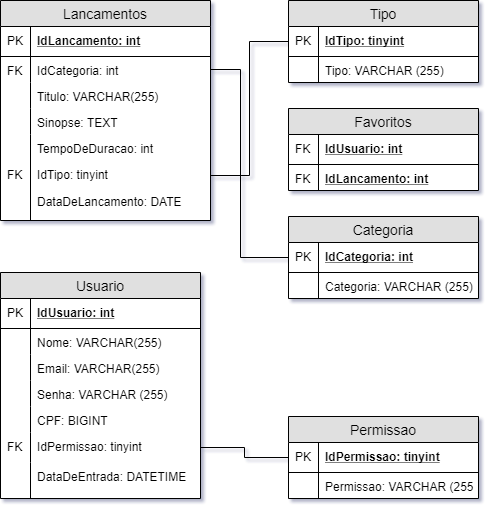 Lancamentos
PK IdLancamento: int
FK IdCategoria: int
Titulo: VARCHAR(255)
Sinopse: TEXT
TempoDeDuracao: int
FK IdTipo: tinyint
DataDeLancamento: DATE
Tipo
PK IdTipo: tinyint
Tipo: VARCHAR (255)
Favoritos
FK IdUsuario: int
FK IdLancamento: int
Categoria
PK IdCategoria: int
Categoria: VARCHAR (255)
Usuario
PK IdUsuario: int
Nome: VARCHAR(255)
Email: VARCHAR(255)
Senha: VARCHAR (255)
CPF: BIGINT
FK IdPermissao: tinyint
DataDeEntrada: DATETIME
Permissao
PK IdPermissao: tinyint
Permissao: VARCHAR (255